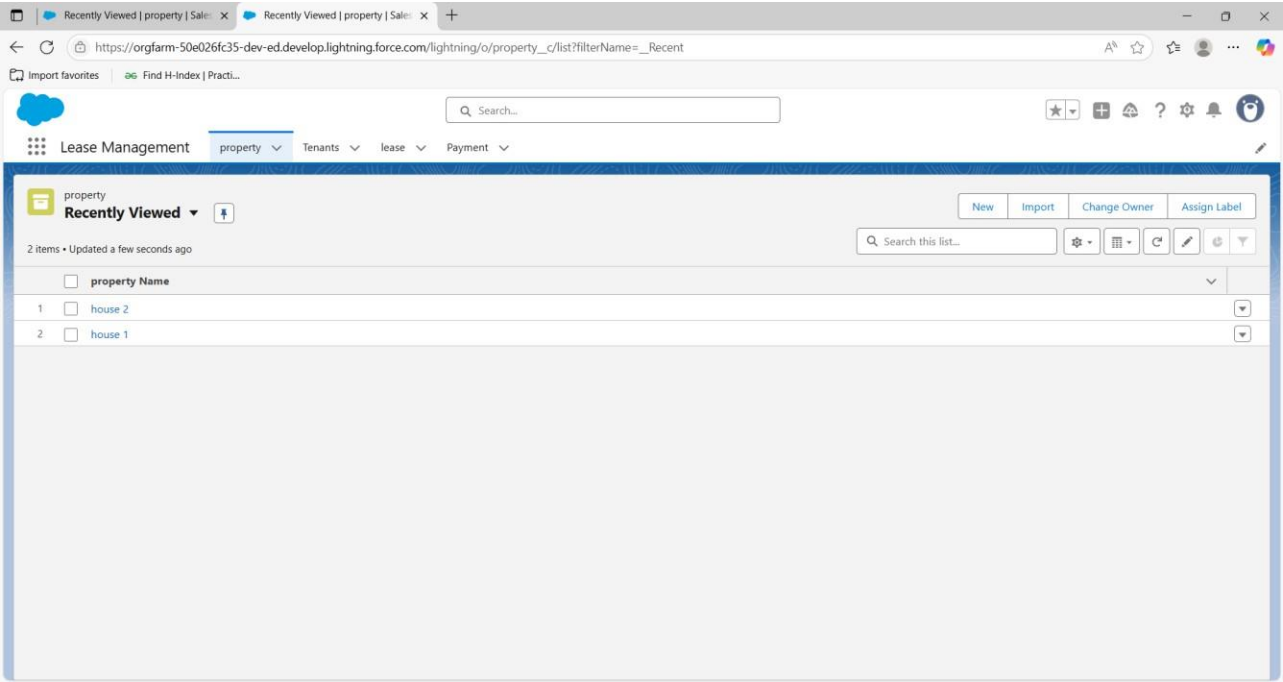 Recently Viewed | property | Sales
Recently Viewed | property | Sales
https://orgfarm-50e026fc35-dev-ed.develop.lightning.force.com/lightning/o/property__c/list?filterName=__Recent
Import favorites
Find H-Index | Practi...
Search...
Lease Management
property
Tenants
lease
Payment
property
Recently Viewed
New
Import
Change Owner
Assign Label
2 items • Updated a few seconds ago
Search this list...
property Name
1 house 2
2 house 1